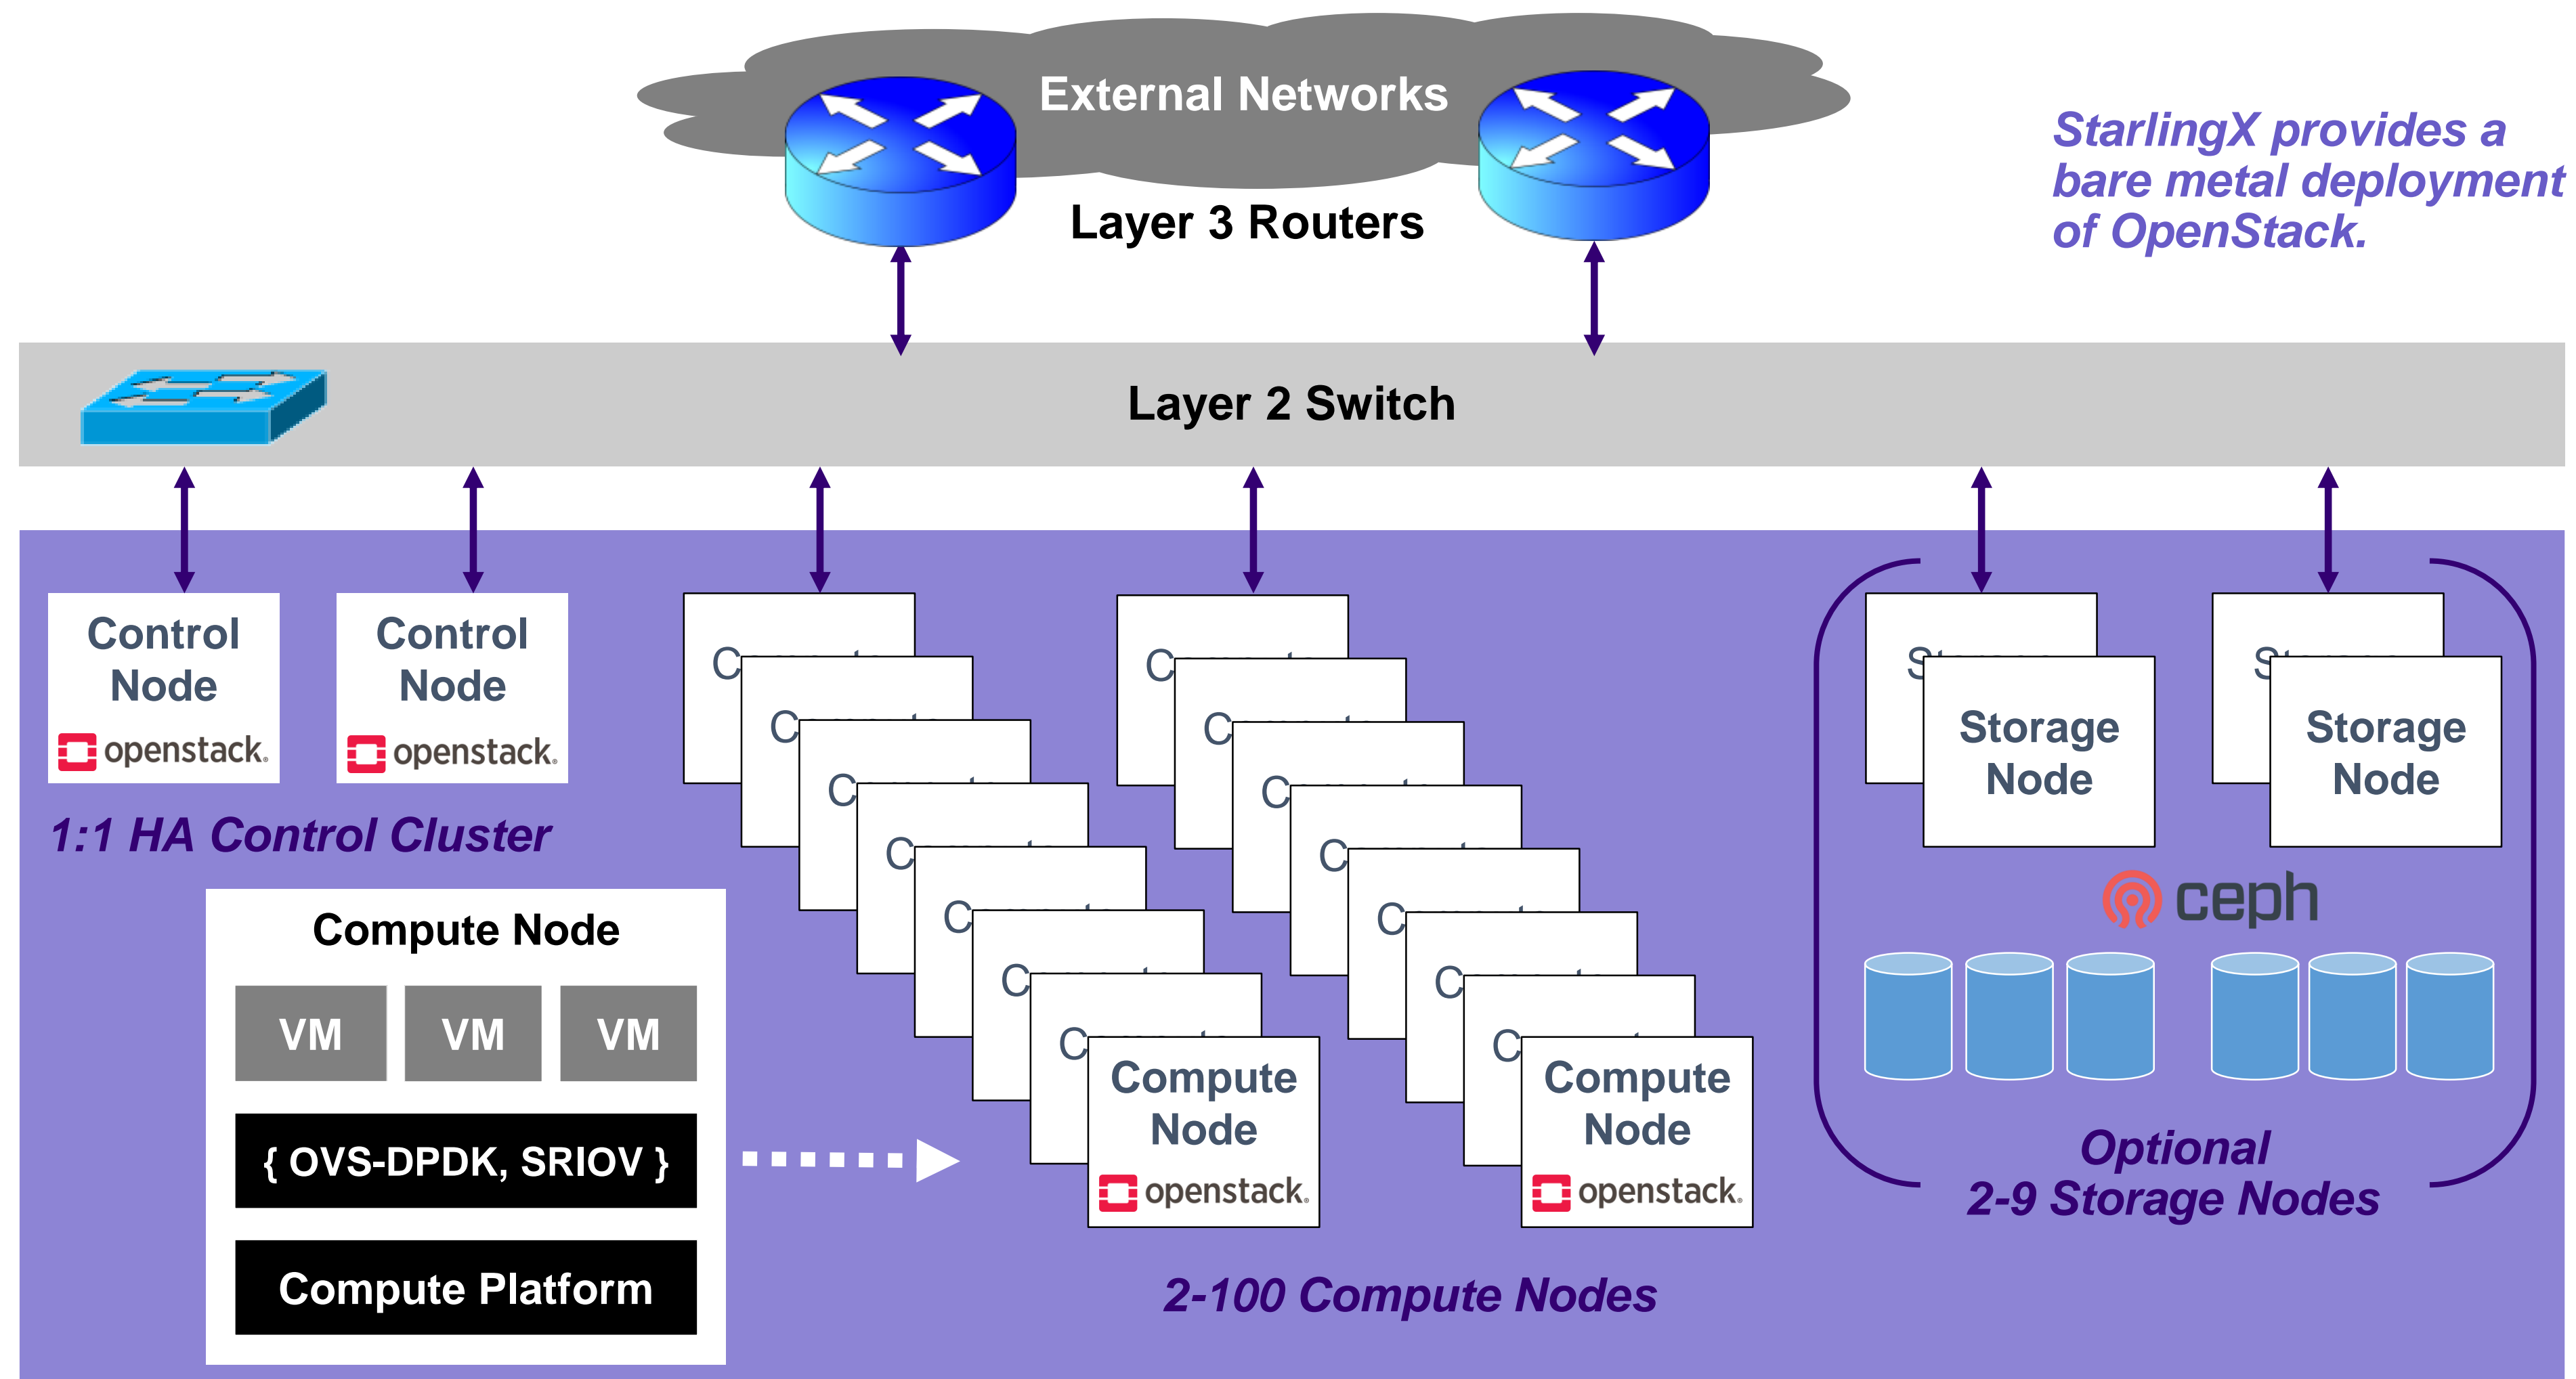 External Networks
StarlingX provides a
bare metal deployment
of OpenStack.
Layer 3 Routers
Layer 2 Switch
Control
Node
openstack.
Control
Node
openstack.
1:1 HA Control Cluster
Compute Node
VM
VM
VM
{ OVS-DPDK, SRIOV }
Compute Platform
Compute
Node
openstack.
Compute
Node
openstack.
2-100 Compute Nodes
Storage
Node
Storage
Node
ceph
Optional
2-9 Storage Nodes